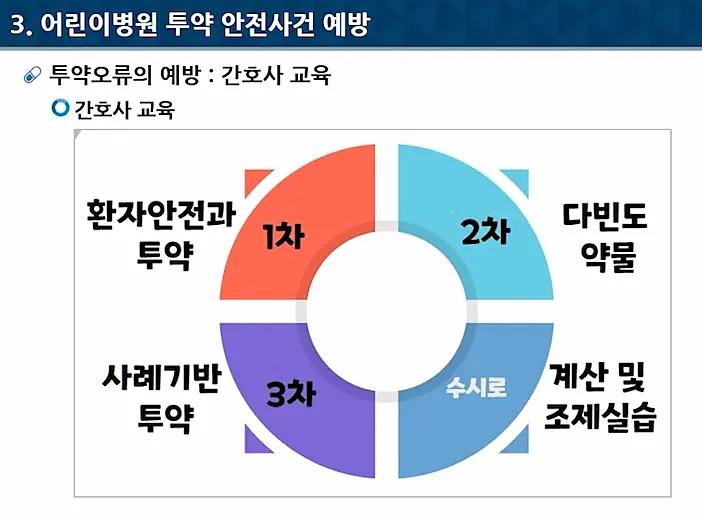 3. 어린이병원 투약 안전사건 예방
투약오류의 예방 : 간호사 교육
간호사 교육
환자안전과
투약
1차
2차
다빈도
약물
사례기반
투약
3차
수시로
계산 및
조제실습